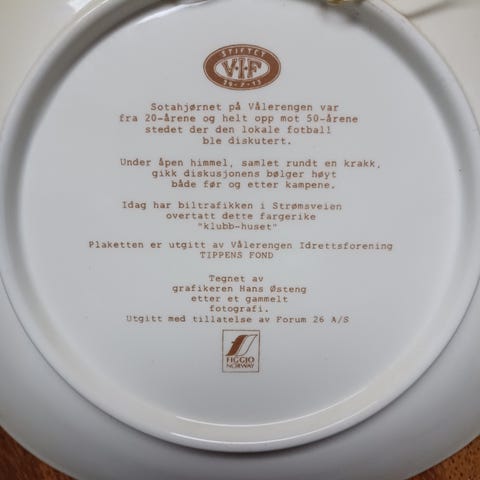 STIFTET
V·I·F
29-7-13
Sotahjørnet på Vålerengen var
fra 20-årene og helt opp mot 50-årene
stedet der den lokale fotball
ble diskutert.
Under åpen himmel, samlet rundt en krakk,
gikk diskusjonens bølger høyt
både før og etter kampene.
Idag har biltrafikken i Strømsveien
overtatt dette fargerike
"klubb-huset"
Plaketten er utgitt av Vålerengen Idrettsforening
TIPPENS FOND
Tegnet av
grafikeren Hans Østeng
etter et gammelt
fotografi.
Utgitt med tillatelse av Forum 26 A/S
FIGGJO
NORWAY